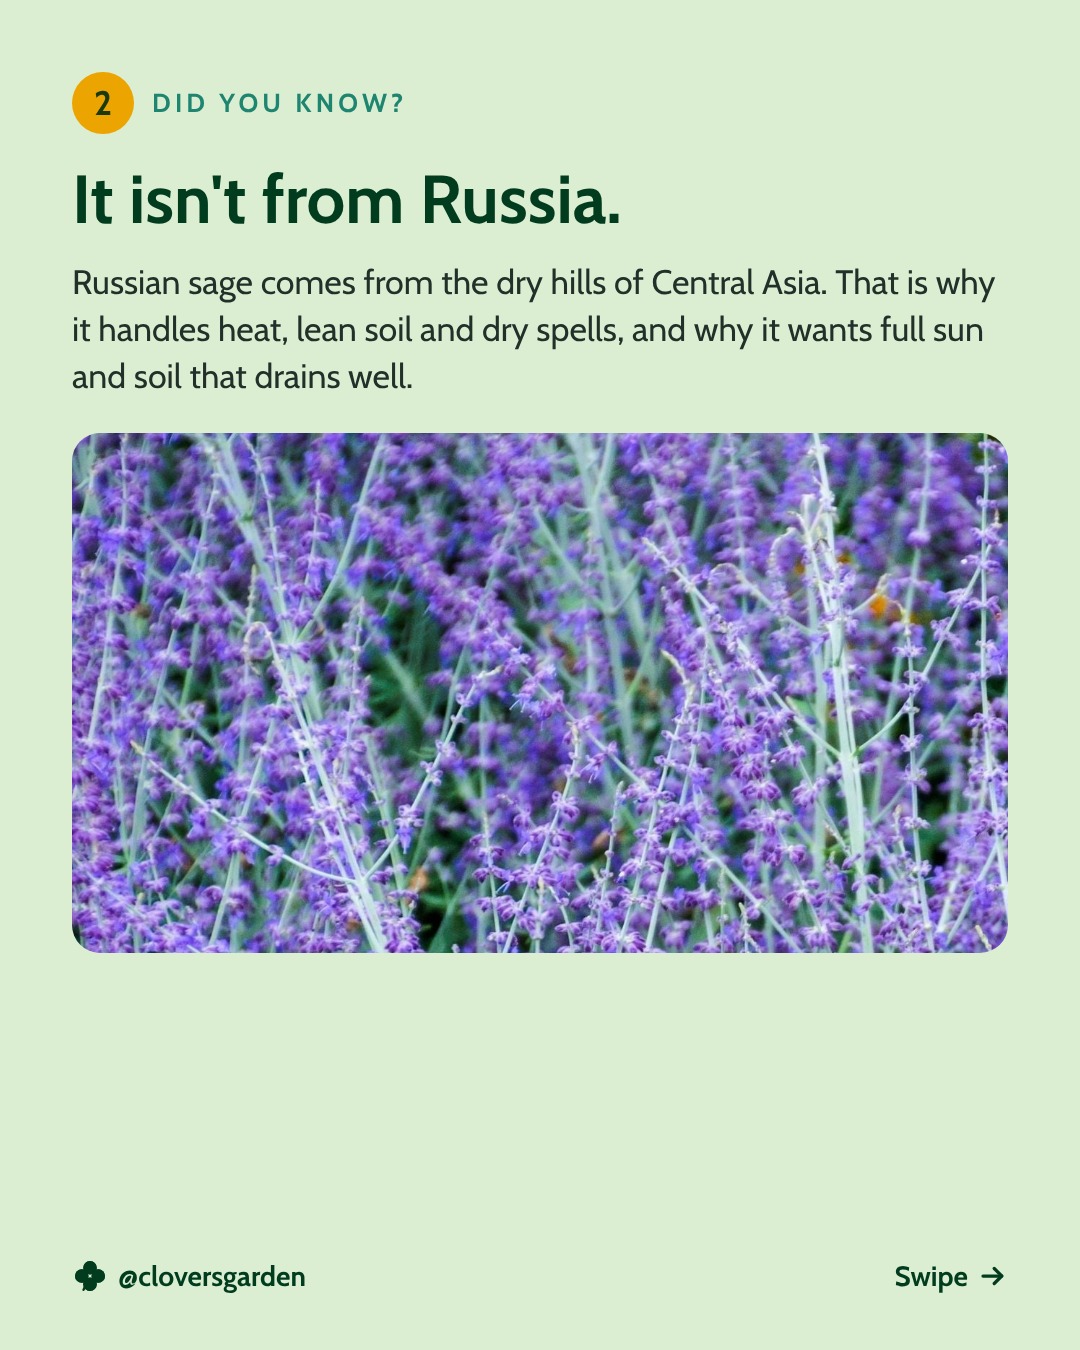 2 DID YOU KNOW?
It isn't from Russia.
Russian sage comes from the dry hills of Central Asia. That is why
it handles heat, lean soil and dry spells, and why it wants full sun
and soil that drains well.
@cloversgarden
Swipe →